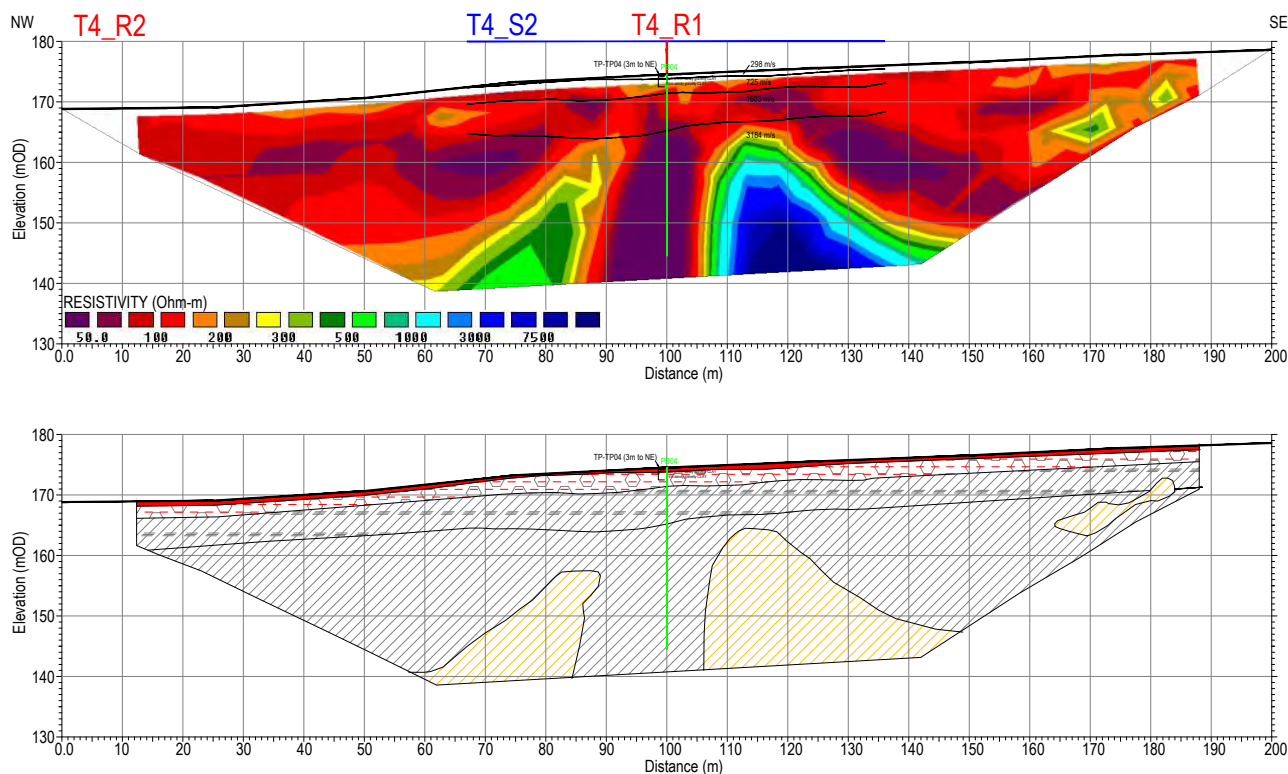 T4_R2 T4_S2 T4_R1
NW SE
180
170
160
150
140
130
Elevation (mOD)
TP-TP04 (3m to NE)
298 m/s
725 m/s
3184 m/s
RESISTIVITY (Ohm-m)
50.0 100 200 300 500 1000 3000 7500
0.0 10 20 30 40 50 60 70 80 90 100 110 120 130 140 150 160 170 180 190 200
Distance (m)
180
170
160
150
140
130
Elevation (mOD)
TP-TP04 (3m to NE)
0.0 10 20 30 40 50 60 70 80 90 100 110 120 130 140 150 160 170 180 190 200
Distance (m)